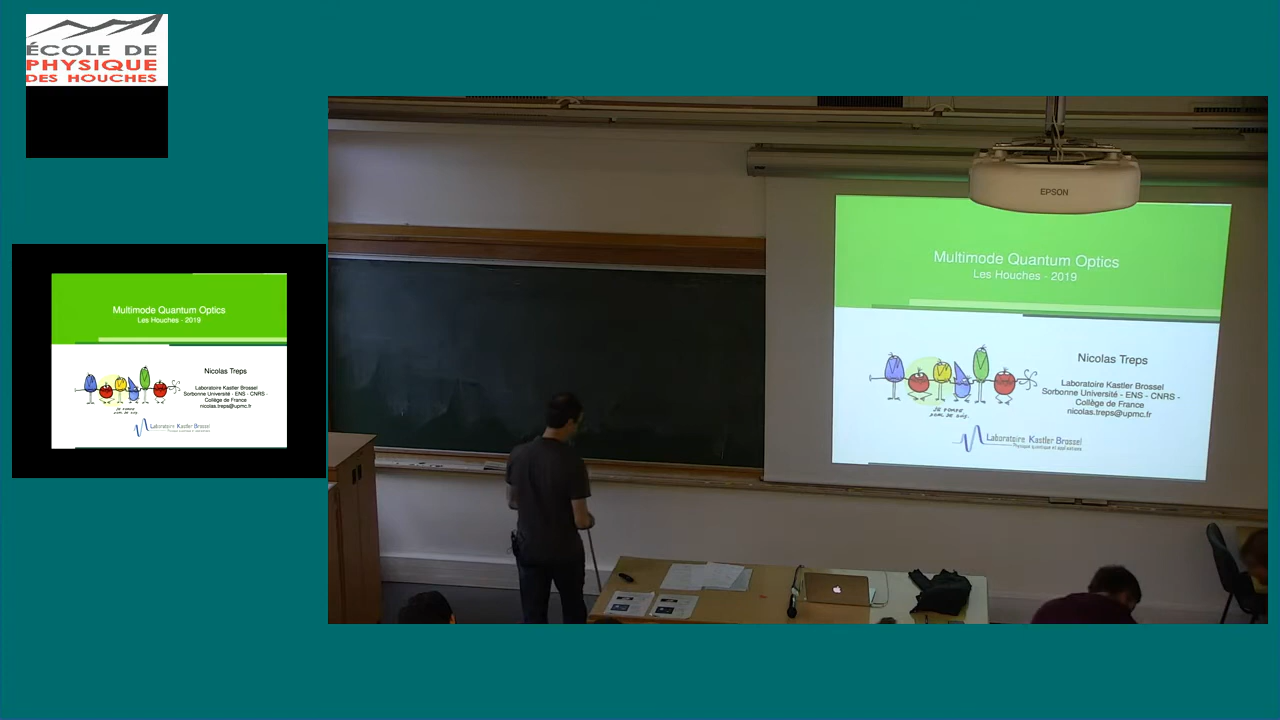 ÉCOLE DE
PHYSIQUE
DES HOUCHES
EPSON
Multimode Quantum Optics
Les Houches - 2019
Nicolas Treps
Laboratoire Kastler Brossel
Sorbonne Université - ENS - CNRS -
Collège de France
nicolas.treps@upmc.fr
Laboratoire Kastler Brossel
Physique quantique et applications
Multimode Quantum Optics
Les Houches - 2019
Nicolas Treps
Laboratoire Kastler Brossel
Sorbonne Université - ENS - CNRS -
Collège de France
nicolas.treps@upmc.fr
Laboratoire Kastler Brossel